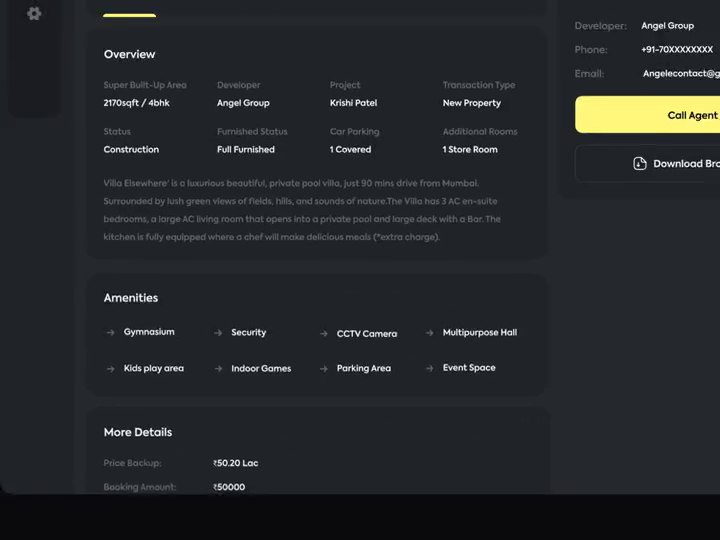 Overview
Super Built-Up Area Developer Project Transaction Type
2170sqft / 4bhk Angel Group Krishi Patel New Property
Status Furnished Status Car Parking Additional Rooms
Construction Full Furnished 1 Covered 1 Store Room
Villa Elsewhere' is a luxurious beautiful, private pool villa, just 90 mins drive from Mumbai.
Surrounded by lush green views of fields, hills, and sounds of nature.The Villa has 3 AC en-suite
bedrooms, a large AC living room that opens into a private pool and large deck with a Bar. The
kitchen is fully equipped where a chef will make delicious meals (*extra charge).
Amenities
Gymnasium Security CCTV Camera Multipurpose Hall
Kids play area Indoor Games Parking Area Event Space
More Details
Price Backup: ₹50.20 Lac
Booking Amount: ₹50000
Developer: Angel Group
Phone: +91-70XXXXXXXX
Email: Angelecontact@g
Call Agent
Download Bro